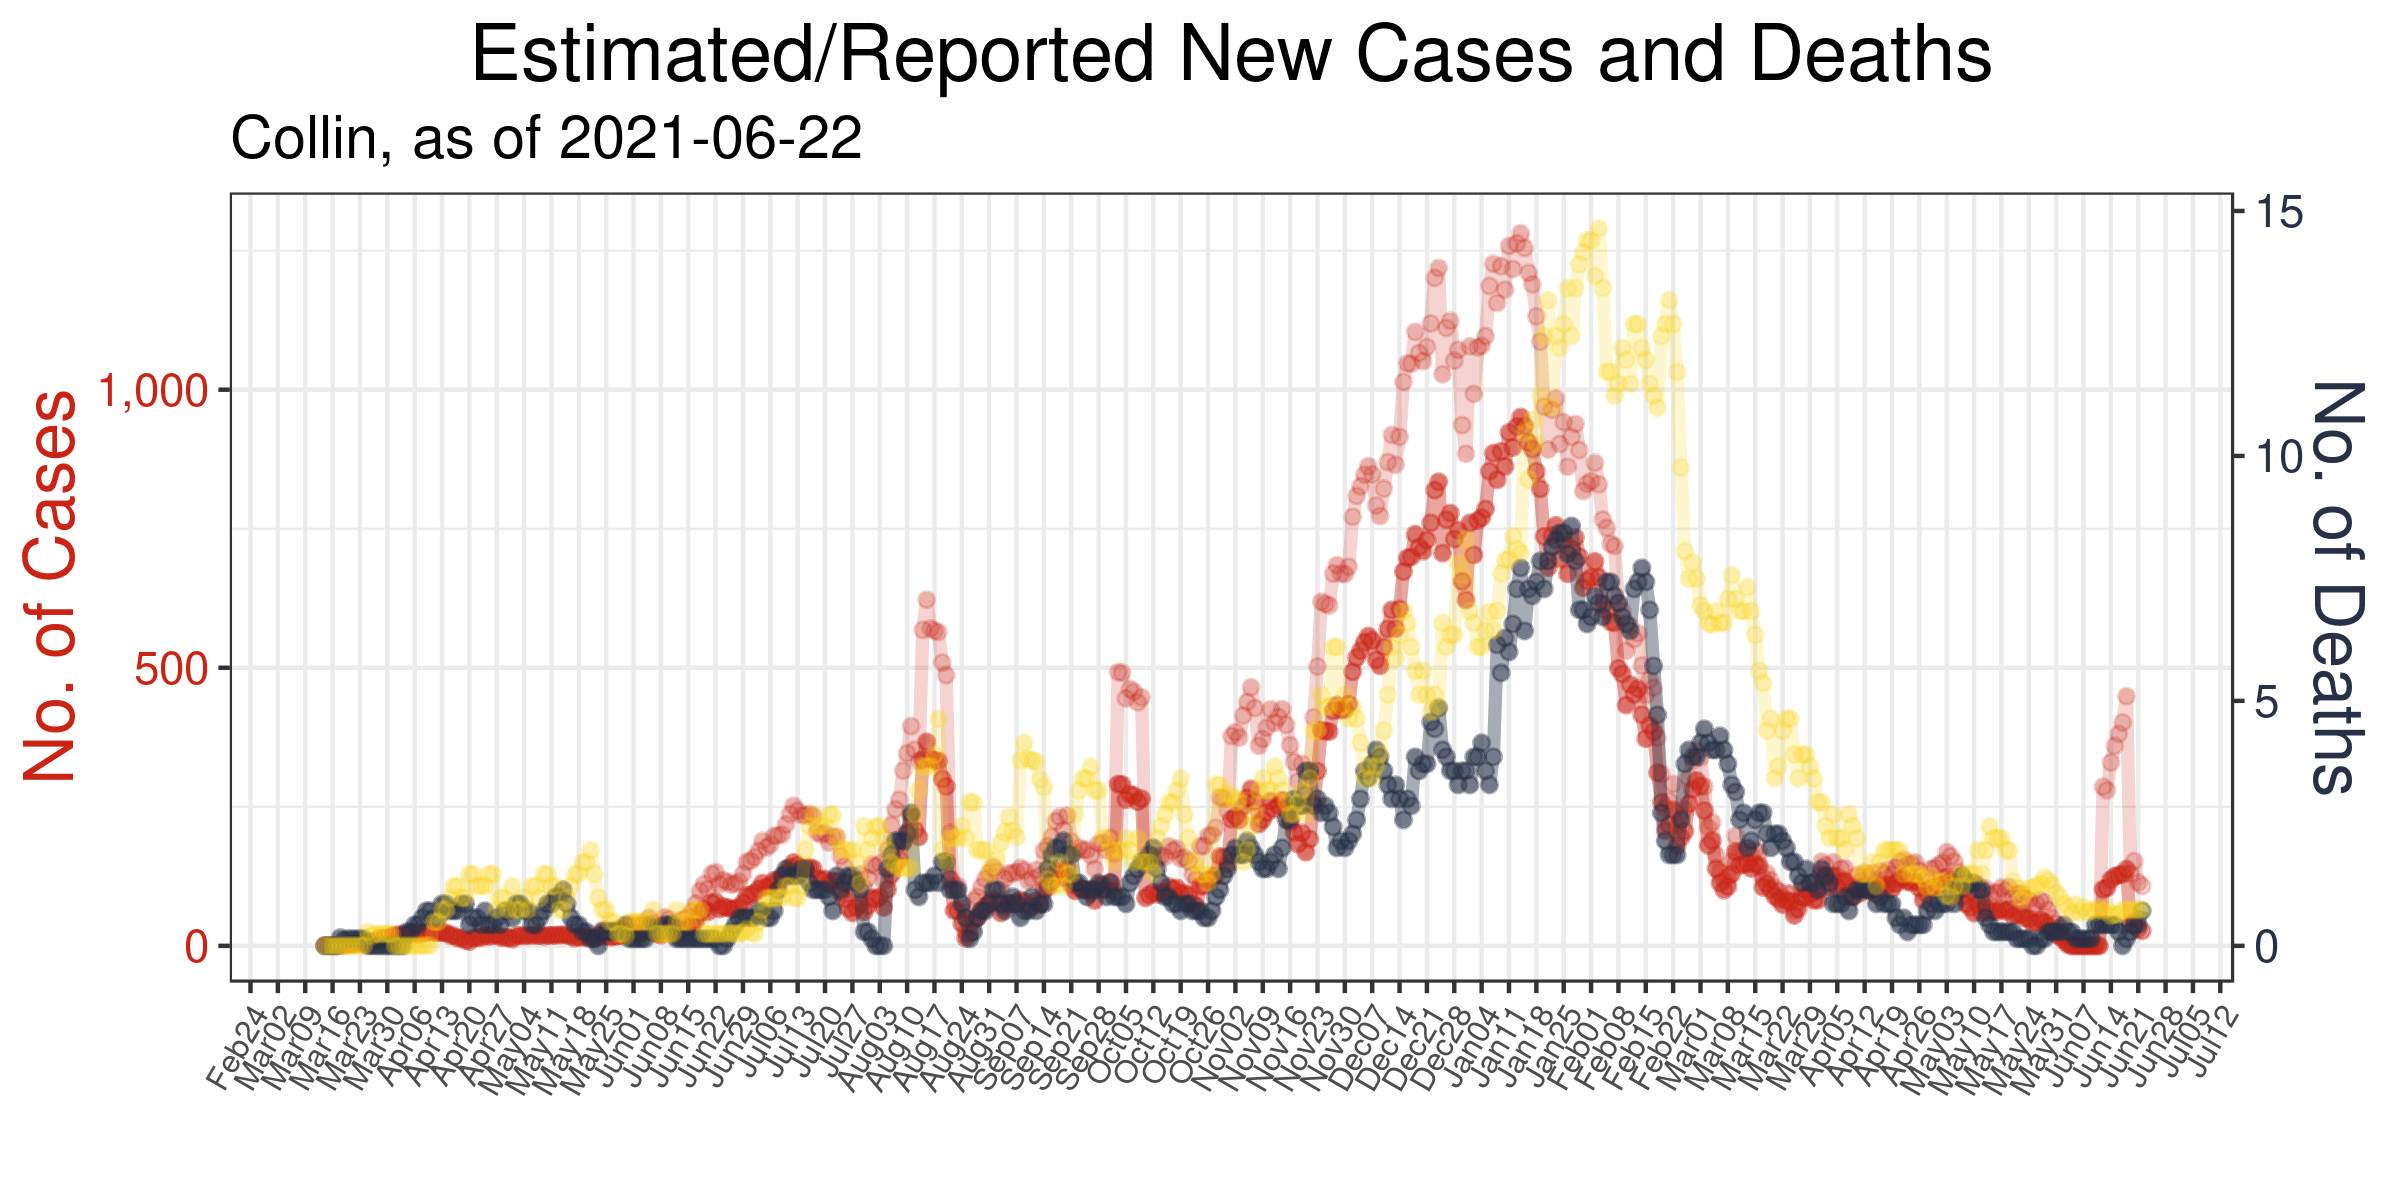 Estimated/Reported New Cases and Deaths
Collin, as of 2021-06-22
No. of Cases
1,000
500
0
15
10
5
0
No. of Deaths
Feb24
Mar02
Mar09
Mar16
Mar23
Mar30
Apr06
Apr13
Apr20
Apr27
May04
May11
May18
May25
Jun01
Jun08
Jun15
Jun22
Jun29
Jul06
Jul13
Jul20
Jul27
Aug03
Aug10
Aug17
Aug24
Aug31
Sep07
Sep14
Sep21
Sep28
Oct05
Oct12
Oct19
Oct26
Nov02
Nov09
Nov16
Nov23
Nov30
Dec07
Dec14
Dec21
Dec28
Jan04
Jan11
Jan18
Jan25
Feb01
Feb08
Feb15
Feb22
Mar01
Mar08
Mar15
Mar22
Mar29
Apr05
Apr12
Apr19
Apr26
May03
May10
May17
May24
May31
Jun07
Jun14
Jun21
Jun28
Jul05
Jul12